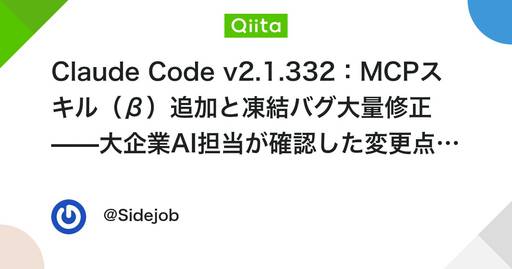 Qiita
Claude Code v2.1.332：MCPス
キル（β）追加と凍結バグ大量修正
――大企業AI担当が確認した変更点…
@Sidejob